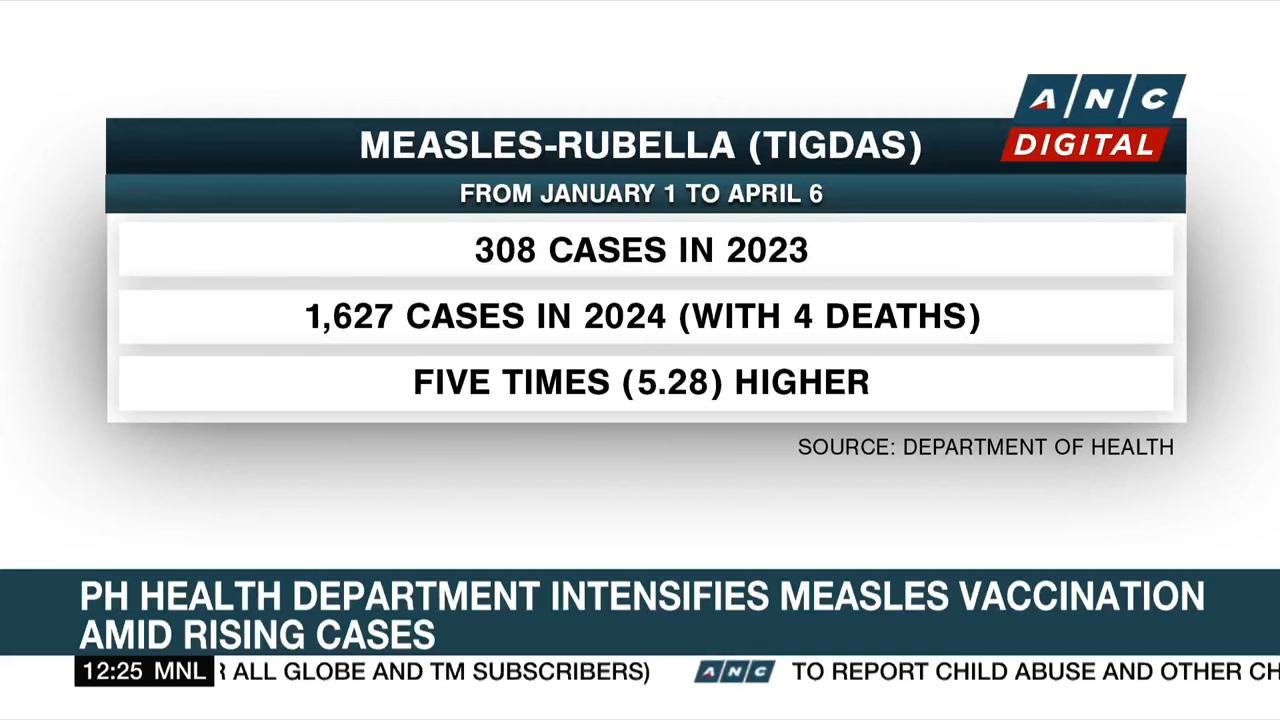 ANC
DIGITAL
MEASLES-RUBELLA (TIGDAS)
FROM JANUARY 1 TO APRIL 6
308 CASES IN 2023
1,627 CASES IN 2024 (WITH 4 DEATHS)
FIVE TIMES (5.28) HIGHER
SOURCE: DEPARTMENT OF HEALTH
PH HEALTH DEPARTMENT INTENSIFIES MEASLES VACCINATION
AMID RISING CASES
12:25 MNL ALL GLOBE AND TM SUBSCRIBERS) ANC TO REPORT CHILD ABUSE AND OTHER